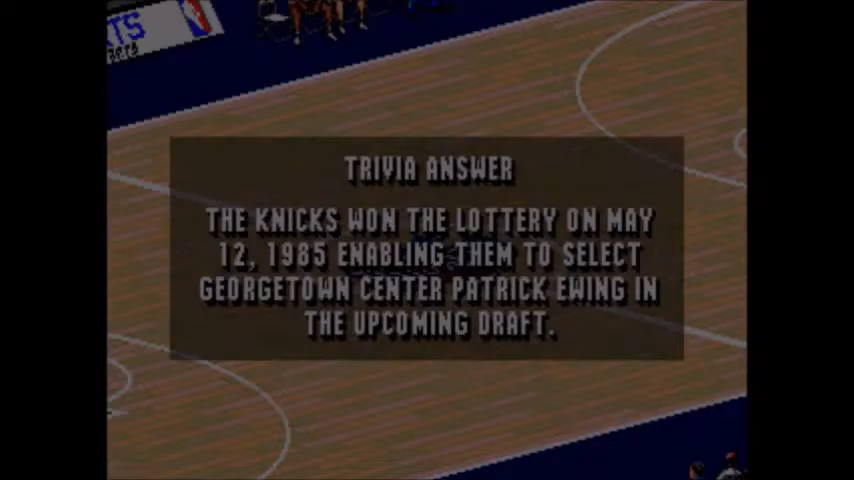 TS
TRIVIA ANSWER
THE KNICKS WON THE LOTTERY ON MAY
12, 1985 ENABLING THEM TO SELECT
GEORGETOWN CENTER PATRICK EWING IN
THE UPCOMING DRAFT.